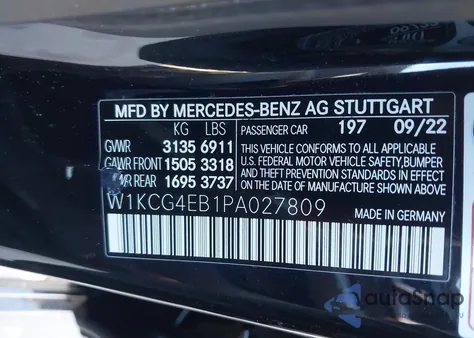 MFD BY MERCEDES-BENZ AG STUTTGART
KG LBS
PASSENGER CAR 197 09/22
GVWR 3135 6911
GAWR FRONT 1505 3318
WR REAR 1695 3737
THIS VEHICLE CONFORMS TO ALL APPLICABLE
U.S. FEDERAL MOTOR VEHICLE SAFETY,BUMPER
AND THEFT PREVENTION STANDARDS
IN EFFECT ON THE DATE OF
MANUFACTURE SHOWN ABOVE.
W1KCG4EB1PA027809
MADE IN GERMANY
autoSnap